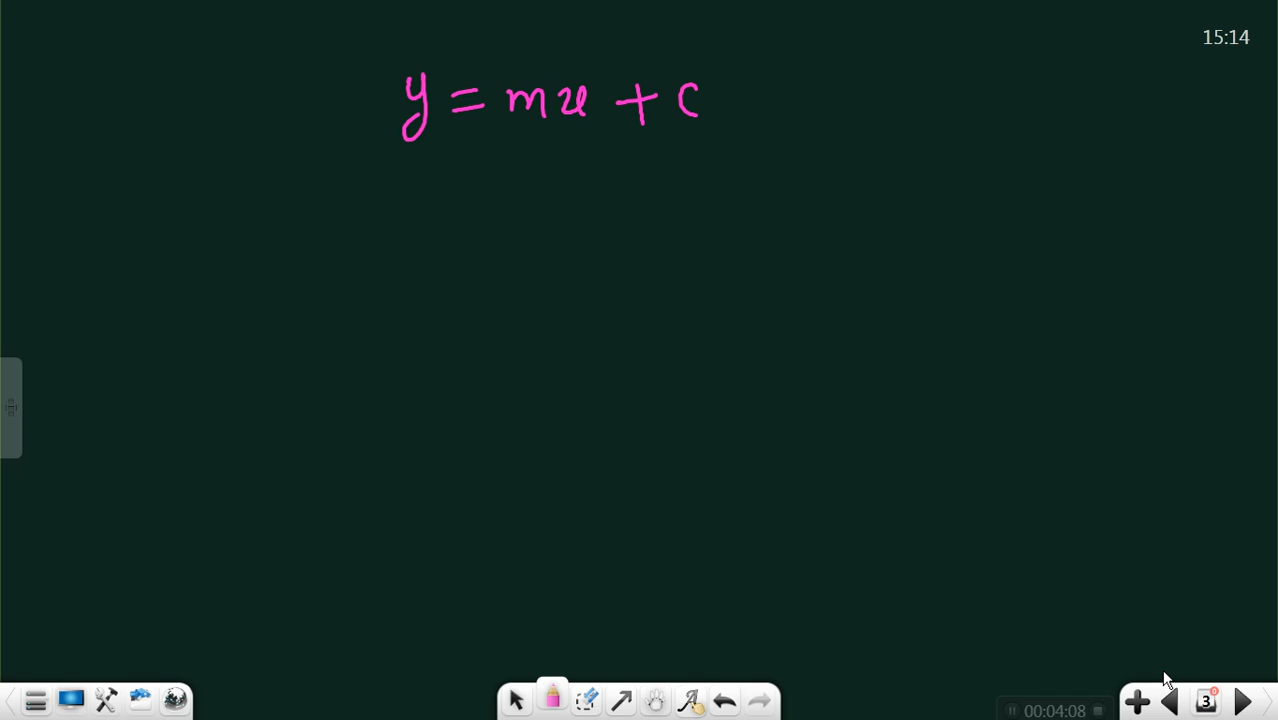 15:14
y = mx + c
00:04:08
3